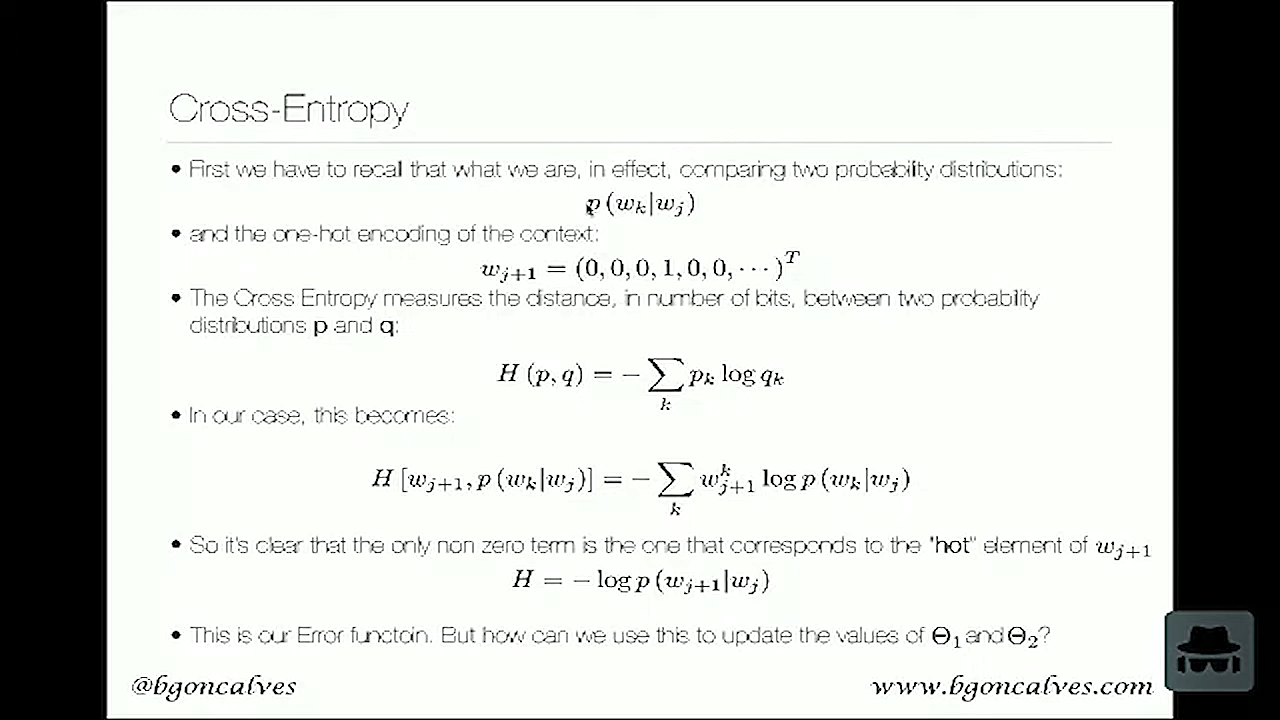 Cross-Entropy
• First we have to recall that what we are, in effect, comparing two probability distributions:
p (w_k|w_j)
• and the one-hot encoding of the context:
w_{j+1} = (0, 0, 0, 1, 0, 0, ⋯)^T
• The Cross Entropy measures the distance, in number of bits, between two probability
distributions p and q:
H (p, q) = − ∑_k p_k log q_k
• In our case, this becomes:
H [w_{j+1}, p (w_k|w_j)] = − ∑_k w^k_{j+1} log p (w_k|w_j)
• So it's clear that the only non zero term is the one that corresponds to the "hot" element of w_{j+1}
H = − log p (w_{j+1}|w_j)
• This is our Error functoin. But how can we use this to update the values of Θ_1 and Θ_2?
@bgoncalves
www.bgoncalves.com